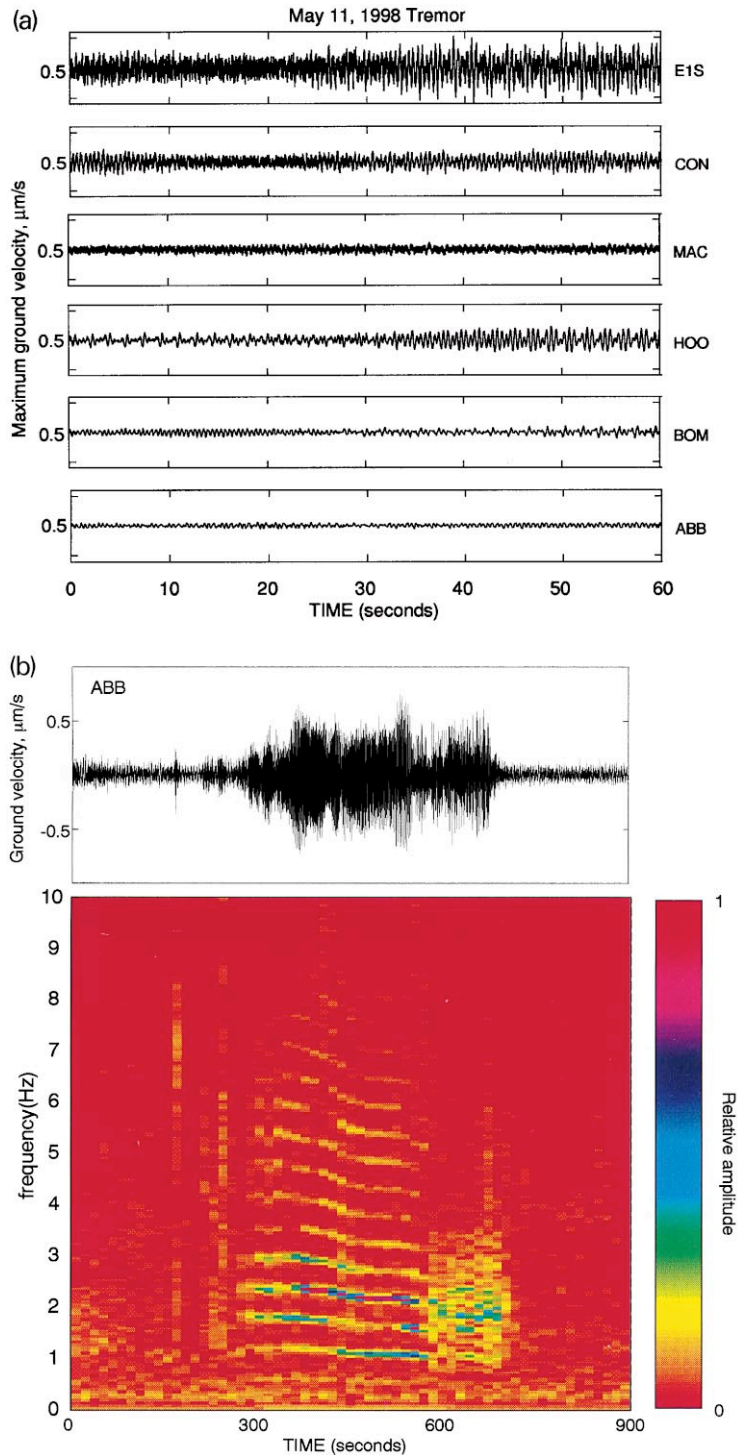 (a)
May 11, 1998 Tremor
Maximum ground velocity, μm/s
0.5 E1S
0.5 CON
0.5 MAC
0.5 HOO
0.5 BOM
0.5 ABB
0 10 20 30 40 50 60
TIME (seconds)
(b)
ABB
Ground velocity, μm/s
0.5
-0.5
frequency(Hz)
10
9
8
7
6
5
4
3
2
1
0
0 300 600 900
TIME (seconds)
1
Relative amplitude
0